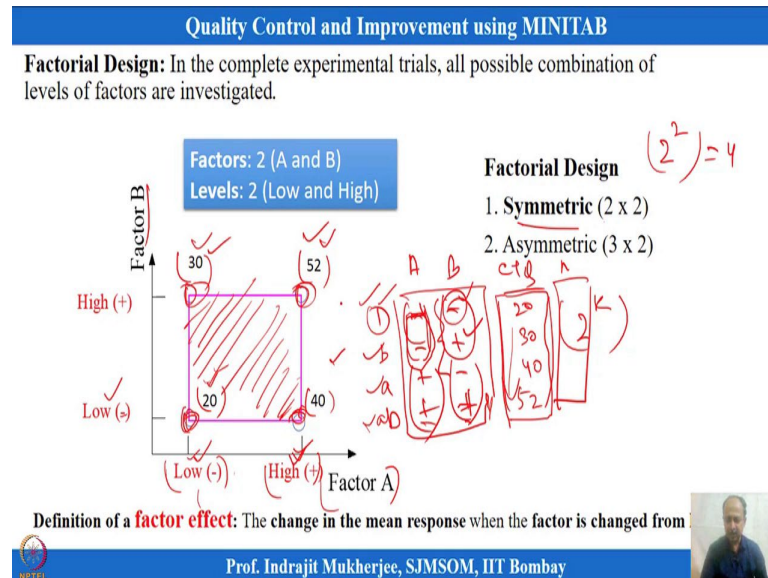 Quality Control and Improvement using MINITAB
Factorial Design: In the complete experimental trials, all possible combination of
levels of factors are investigated.
(2²) = 4
Factors: 2 (A and B)
Levels: 2 (Low and High)
Factorial Design
1. Symmetric (2 x 2)
2. Asymmetric (3 x 2)
Factor B
30
52
High (+)
20
40
Low (-)
Low (-)
High (+)
Factor A
A B CTQ
1 - - 20
b - + 30
a + - 40
ab + + 52
2^K
Definition of a factor effect: The change in the mean response when the factor is changed from
NPTEL
Prof. Indrajit Mukherjee, SJMSOM, IIT Bombay